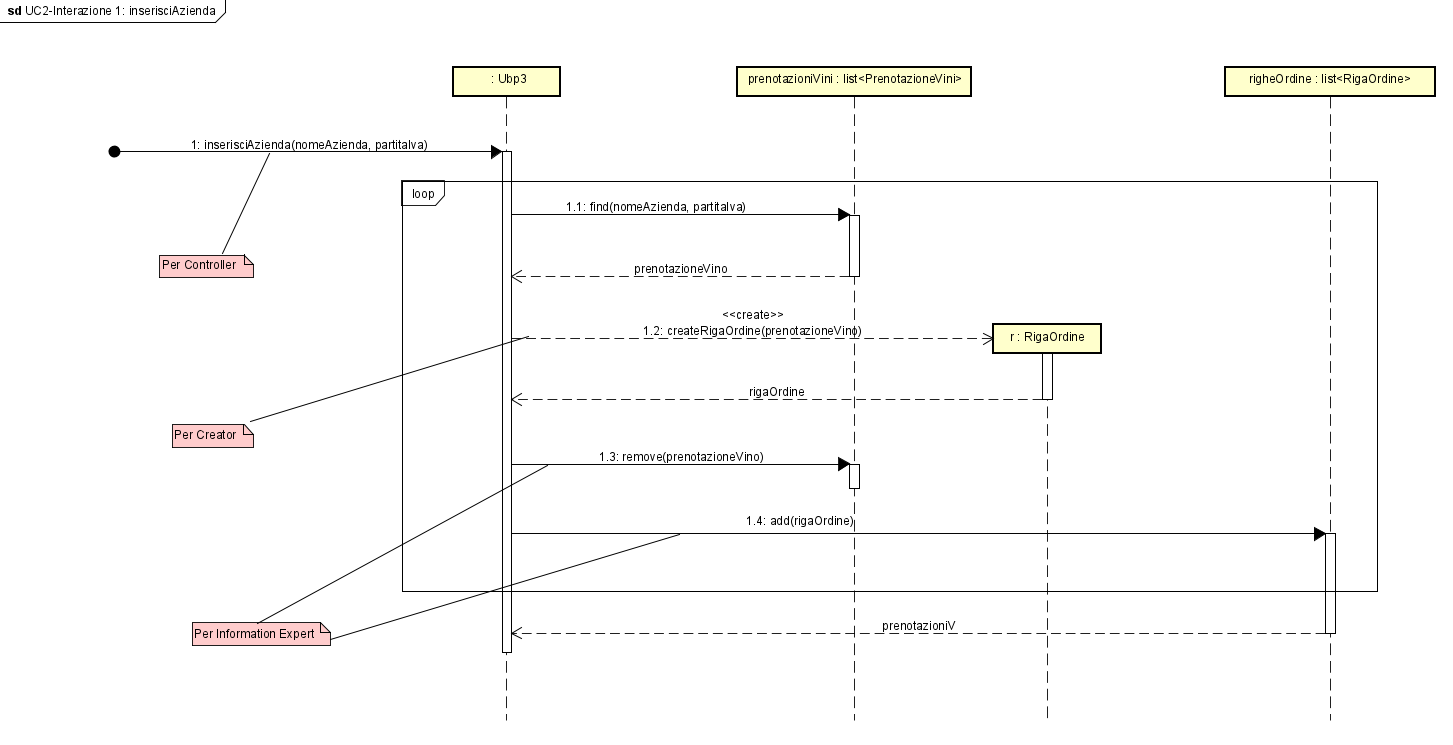 sd UC2-Interazione 1: inserisciAzienda
: Ubp3
prenotazioniVini : list<PrenotazioneVini>
righeOrdine : list<RigaOrdine>
1: inserisciAzienda(nomeAzienda, partitaIva)
loop
1.1: find(nomeAzienda, partitaIva)
Per Controller
prenotazioneVino
<<create>>
1.2: createRigaOrdine(prenotazioneVino)
r : RigaOrdine
rigaOrdine
Per Creator
1.3: remove(prenotazioneVino)
1.4: add(rigaOrdine)
Per Information Expert
prenotazioniV